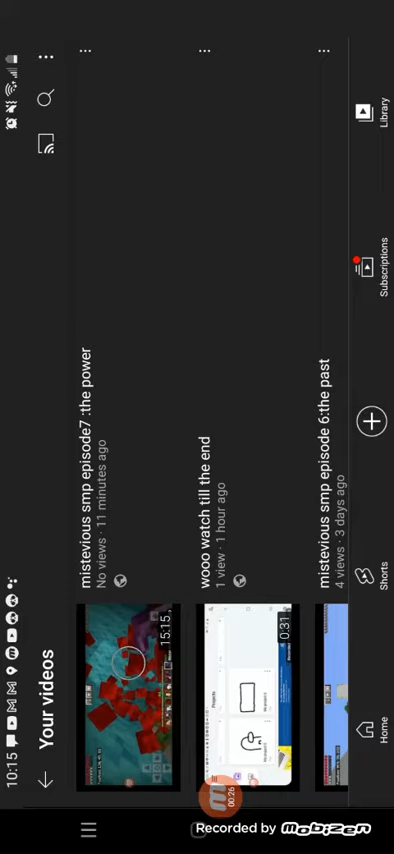 10:15
Your videos
15:15
mistevious smp episode7 :the power
No views · 11 minutes ago
0:31
wooo watch till the end
1 view · 1 hour ago
Projects
mistevious smp episode 6:the past
4 views · 3 days ago
Home
Shorts
Subscriptions
Library
00:26
Recorded by mobizen